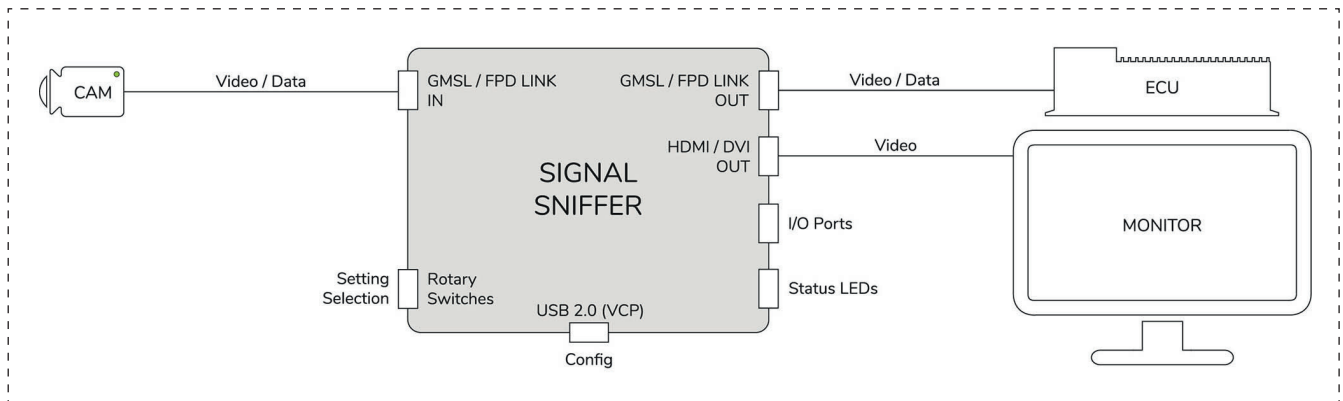 CAM
Video / Data
GMSL / FPD LINK
IN
GMSL / FPD LINK
OUT
Video / Data
ECU
HDMI / DVI
OUT
Video
SIGNAL
SNIFFER
I/O Ports
MONITOR
Setting
Selection
Rotary
Switches
Status LEDs
USB 2.0 (VCP)
Config